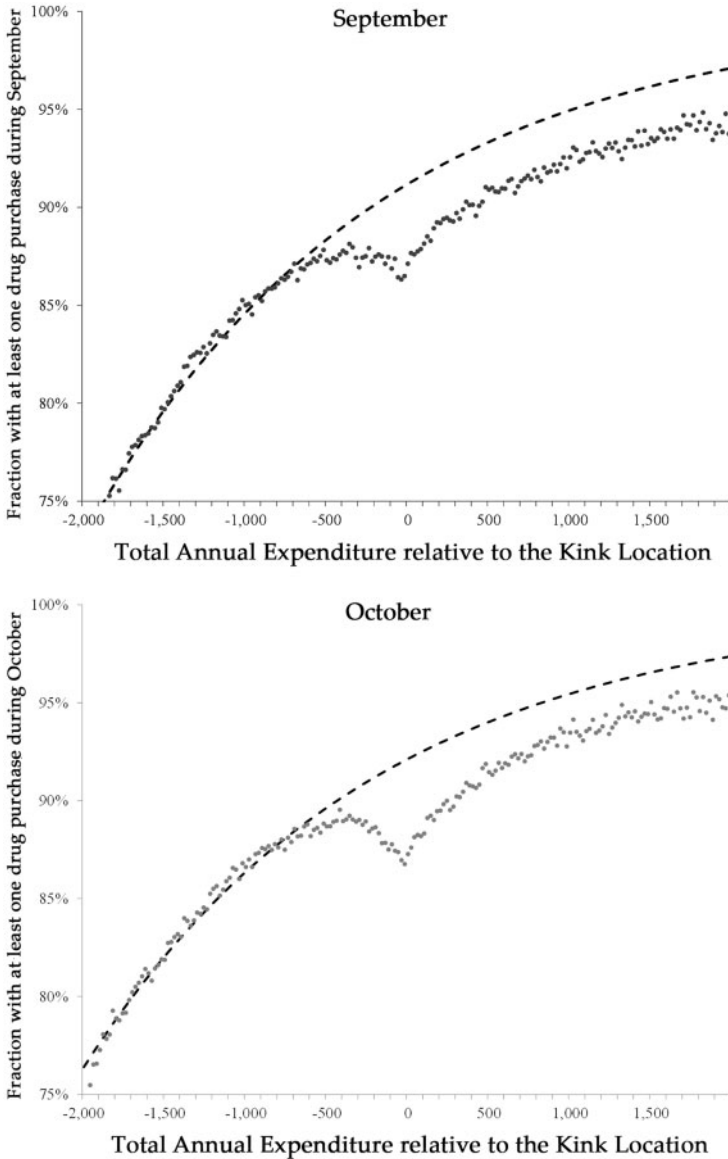 September
Fraction with at least one drug purchase during September
100%
95%
90%
85%
80%
75%
-2,000 -1,500 -1,000 -500 0 500 1,000 1,500
Total Annual Expenditure relative to the Kink Location
October
Fraction with at least one drug purchase during October
100%
95%
90%
85%
80%
75%
-2,000 -1,500 -1,000 -500 0 500 1,000 1,500
Total Annual Expenditure relative to the Kink Location